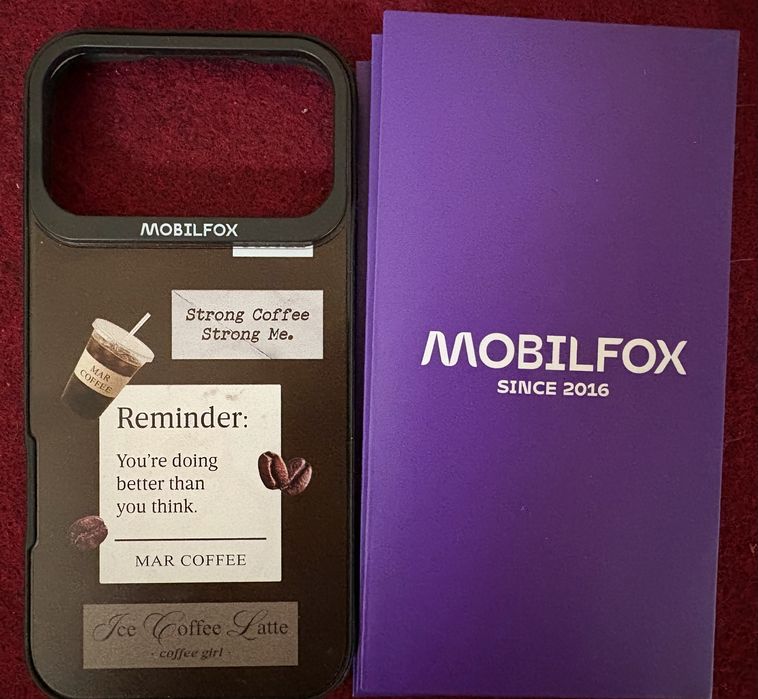 MOBILFOX
Strong Coffee
Strong Me.
MAR
COFFEE
Reminder:
You're doing
better than
you think.
MAR COFFEE
Ice Coffee Latte
- coffee girl -
MOBILFOX
SINCE 2016